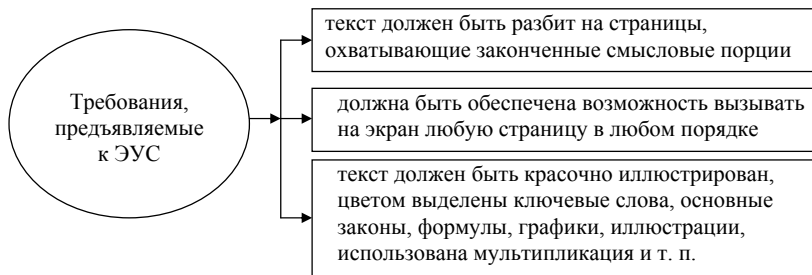 Требования,
предъявляемые
к ЭУС
текст должен быть разбит на страницы,
охватывающие законченные смысловые порции
должна быть обеспечена возможность вызывать
на экран любую страницу в любом порядке
текст должен быть красочно иллюстрирован,
цветом выделены ключевые слова, основные
законы, формулы, графики, иллюстрации,
использована мультипликация и т. п.